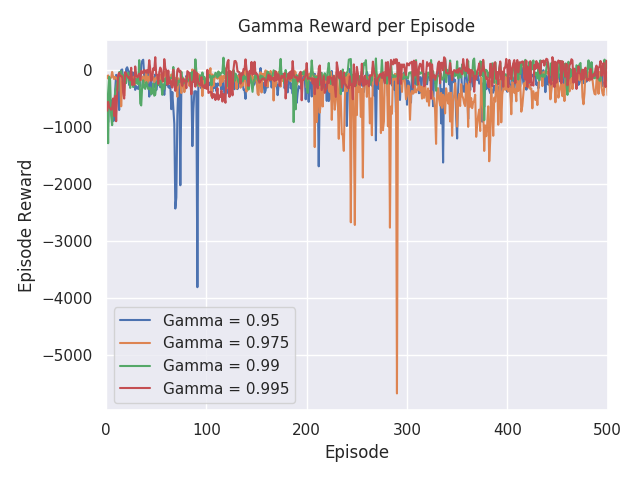 Gamma Reward per Episode
Episode Reward
0
−1000
−2000
−3000
−4000
−5000
Gamma = 0.95
Gamma = 0.975
Gamma = 0.99
Gamma = 0.995
0 100 200 300 400 500
Episode